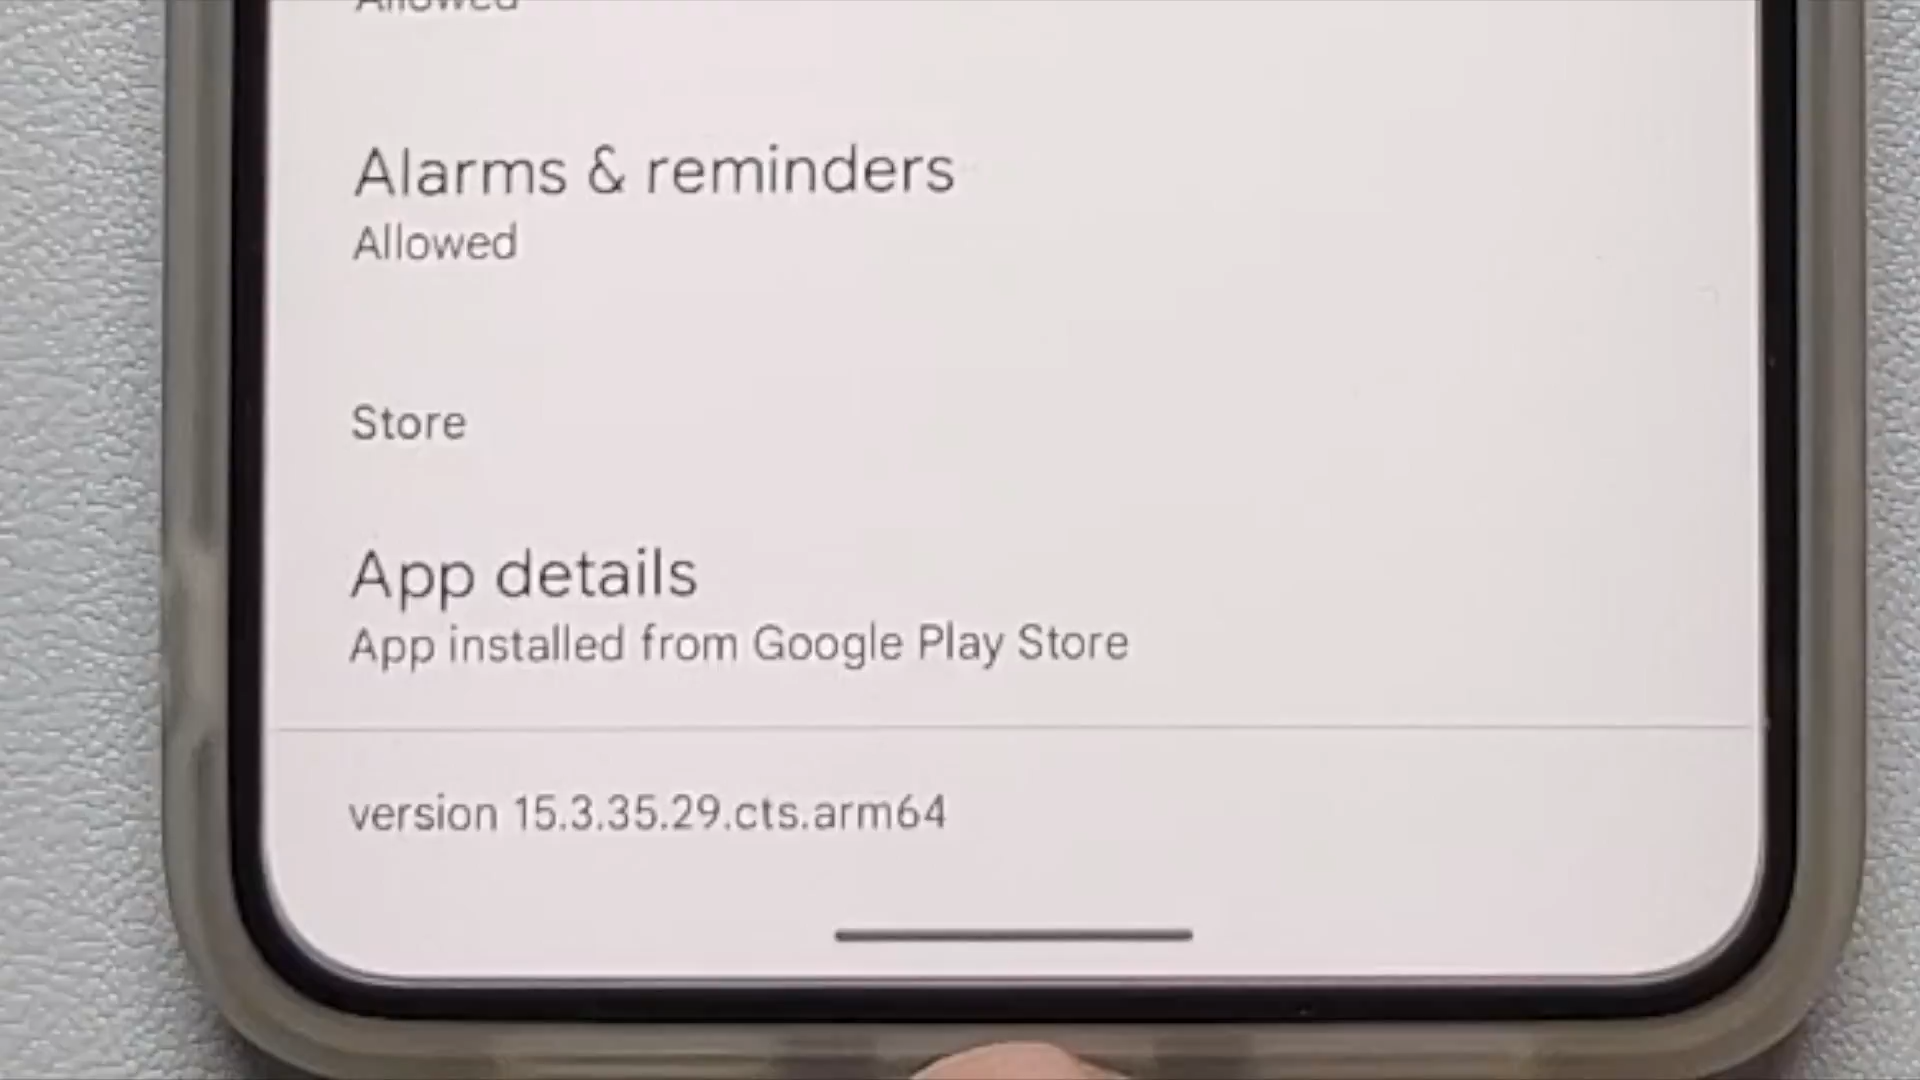 Allowed
Alarms & reminders
Allowed
Store
App details
App installed from Google Play Store
version 15.3.35.29.cts.arm64